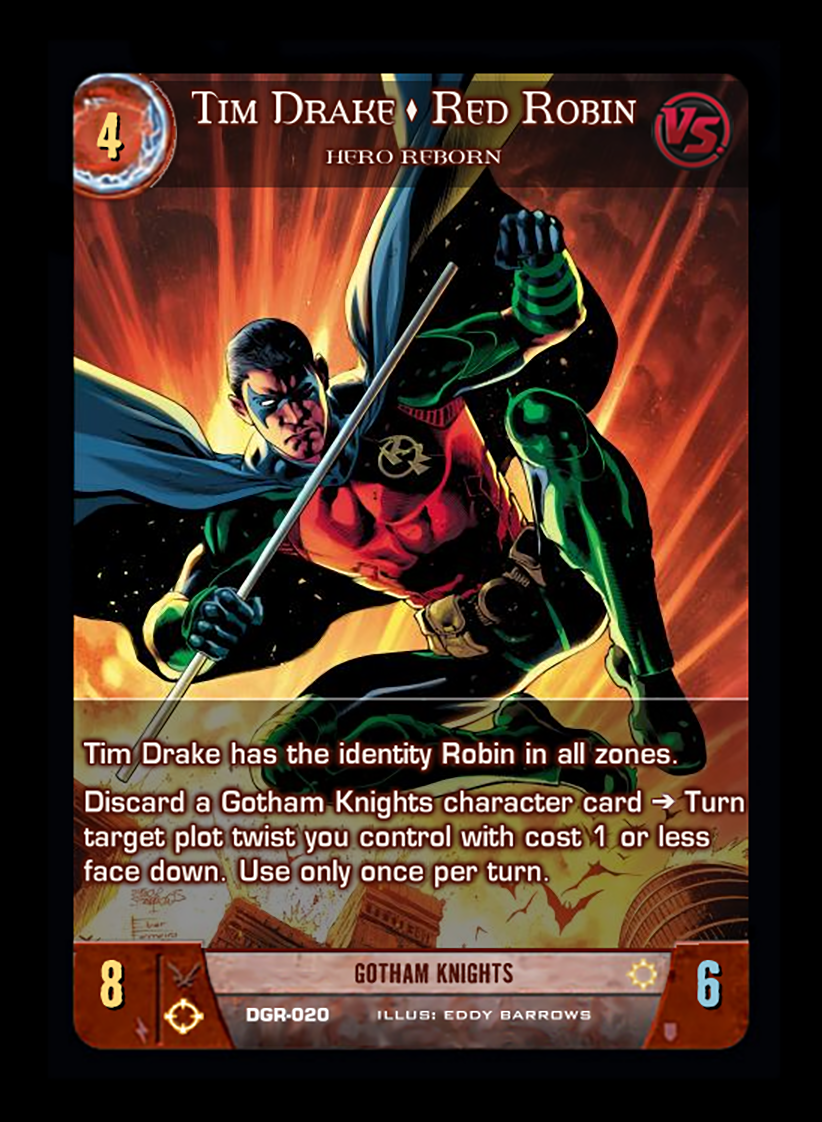 4
Tim Drake ♦ Red Robin
VS.
Hero Reborn
Tim Drake has the identity Robin in all zones.
Discard a Gotham Knights character card → Turn
target plot twist you control with cost 1 or less
face down. Use only once per turn.
8
GOTHAM KNIGHTS
6
DGR-020
ILLUS: EDDY BARROWS